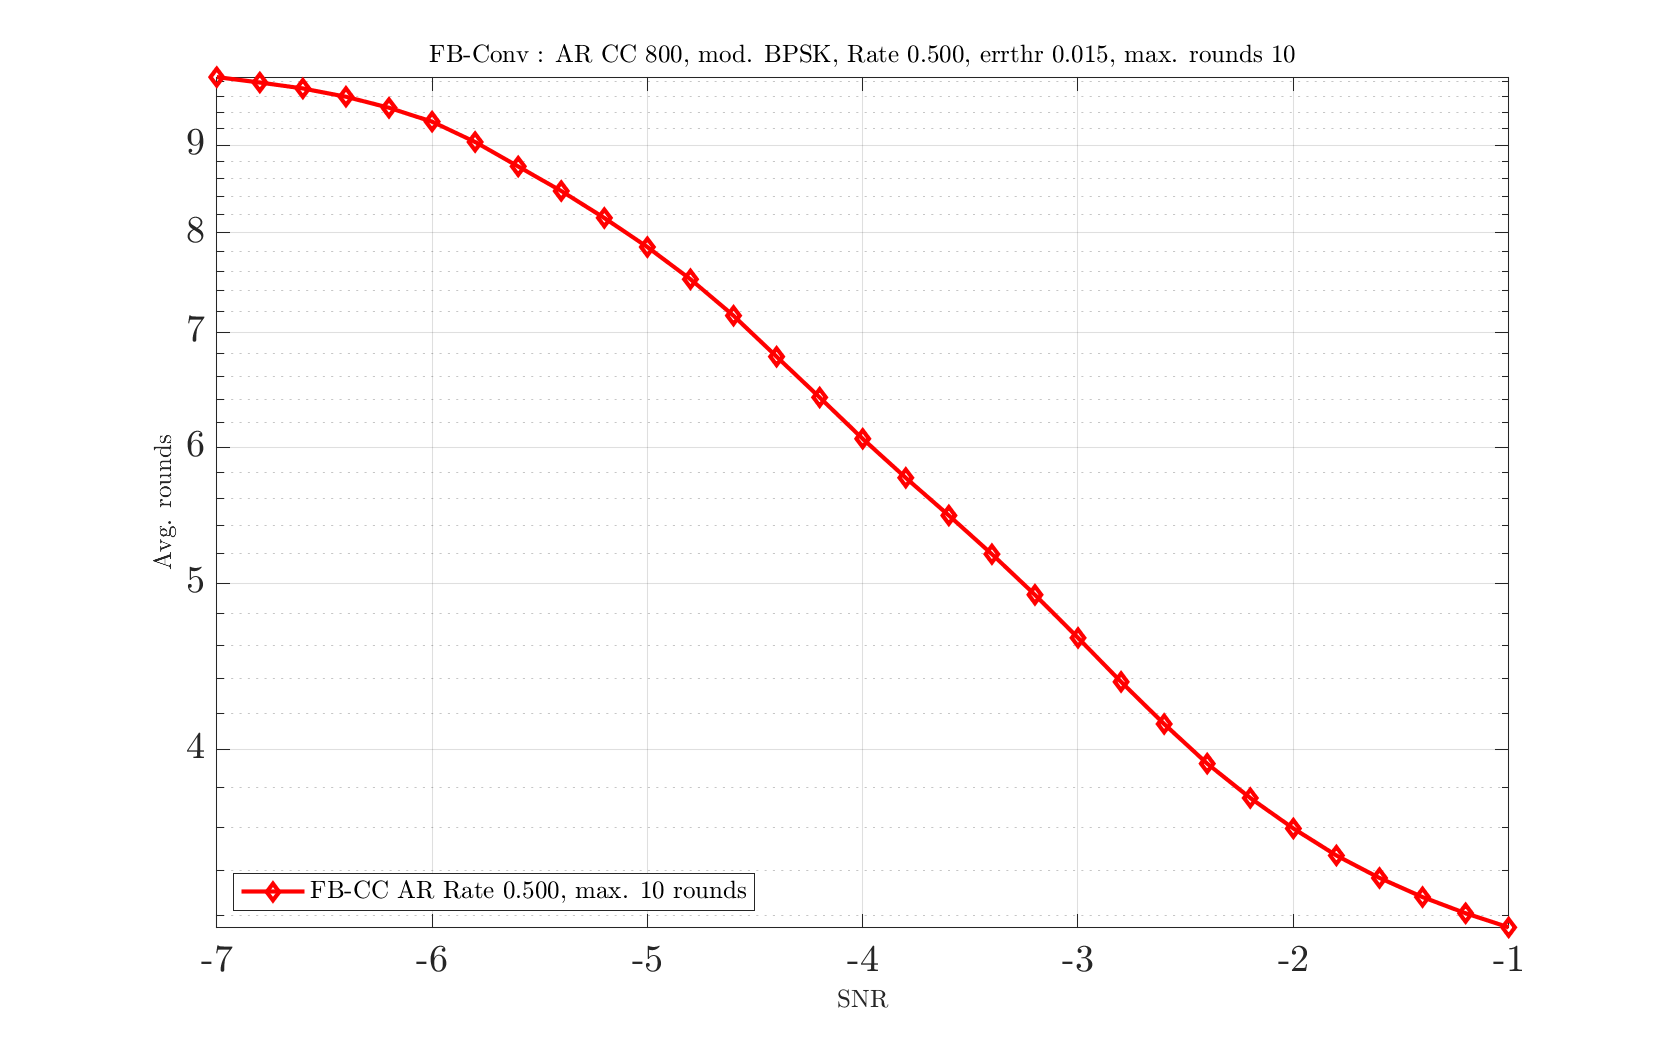 FB-Conv : AR CC 800, mod. BPSK, Rate 0.500, errthr 0.015, max. rounds 10
9
8
7
6
5
4
Avg. rounds
FB-CC AR Rate 0.500, max. 10 rounds
-7 -6 -5 -4 -3 -2 -1
SNR